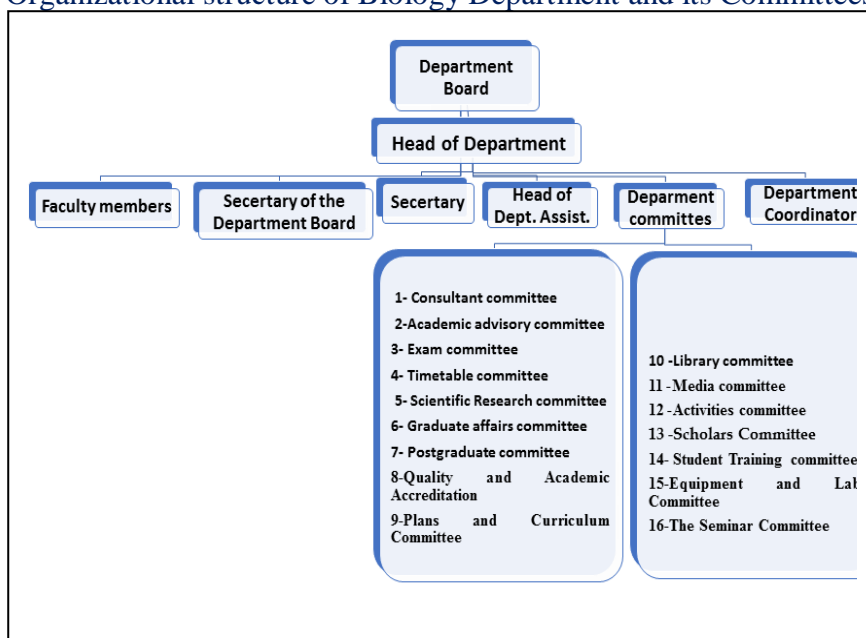 Organizational structure of Biology Department and its Committees
Department
Board
Head of Department
Faculty members
Secertary of the
Department Board
Secertary
Head of
Dept. Assist.
Deparment
committes
Department
Coordinator
1- Consultant committee
2-Academic advisory committee
3- Exam committee
4- Timetable committee
5- Scientific Research committee
6- Graduate affairs committee
7- Postgraduate committee
8-Quality and Academic
Accreditation
9-Plans and Curriculum
Committee
10 -Library committee
11 -Media committee
12 -Activities committee
13 -Scholars Committee
14- Student Training committee
15-Equipment and Lab
Committee
16-The Seminar Committee